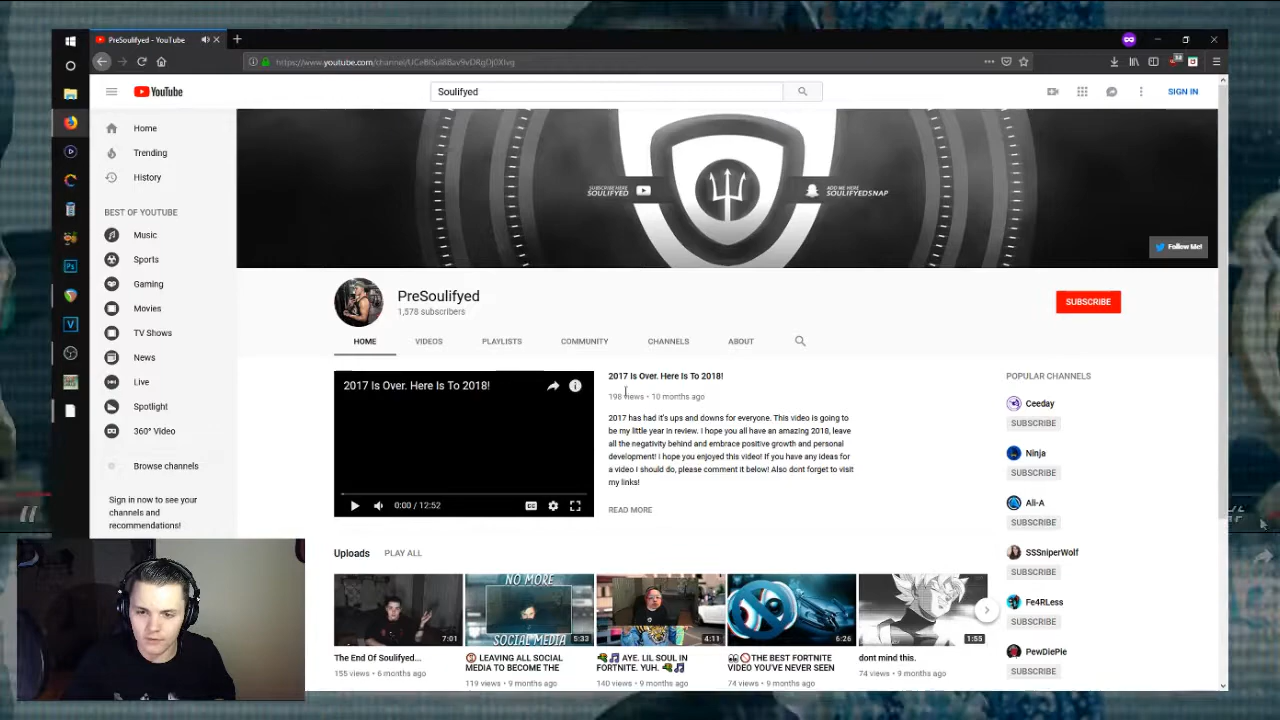 PreSoulifyed - YouTube
https://www.youtube.com/channel/
YouTube
Soulifyed
SIGN IN
Home
Trending
History
BEST OF YOUTUBE
Music
Sports
Gaming
Movies
TV Shows
News
Live
Spotlight
360° Video
Browse channels
Sign in now to see your
channels and
recommendations!
SUBSCRIBE HERE
SOULIFYED
ADD ME HERE
SOULIFYEDSNAP
Follow Me!
PreSoulifyed
1,578 subscribers
SUBSCRIBE
HOME
VIDEOS
PLAYLISTS
COMMUNITY
CHANNELS
ABOUT
2017 Is Over. Here Is To 2018!
0:00 / 12:52
2017 Is Over. Here Is To 2018!
198 views • 10 months ago
2017 has had it's ups and downs for everyone. This video is going to
be my little year in review. I hope you all have an amazing 2018, leave
all the negativity behind and embrace positive growth and personal
development! I hope you enjoyed this video! If you have any ideas for
a video I should do, please comment it below! Also dont forget to visit
my links!
READ MORE
POPULAR CHANNELS
Ceeday
SUBSCRIBE
Ninja
SUBSCRIBE
Ali-A
SUBSCRIBE
SSSniperWolf
SUBSCRIBE
Fe4RLess
SUBSCRIBE
PewDiePie
SUBSCRIBE
Uploads
PLAY ALL
7:01
The End Of Soulifyed...
155 views • 6 months ago
NO MORE
SOCIAL MEDIA
5:33
🚫 LEAVING ALL SOCIAL
MEDIA TO BECOME THE
119 views • 9 months ago
4:11
AYE. LIL SOUL IN
FORTNITE. YUH.
140 views • 9 months ago
6:26
👀🚫THE BEST FORTNITE
VIDEO YOU'VE NEVER SEEN
74 views • 9 months ago
1:55
dont mind this.
74 views • 9 months ago